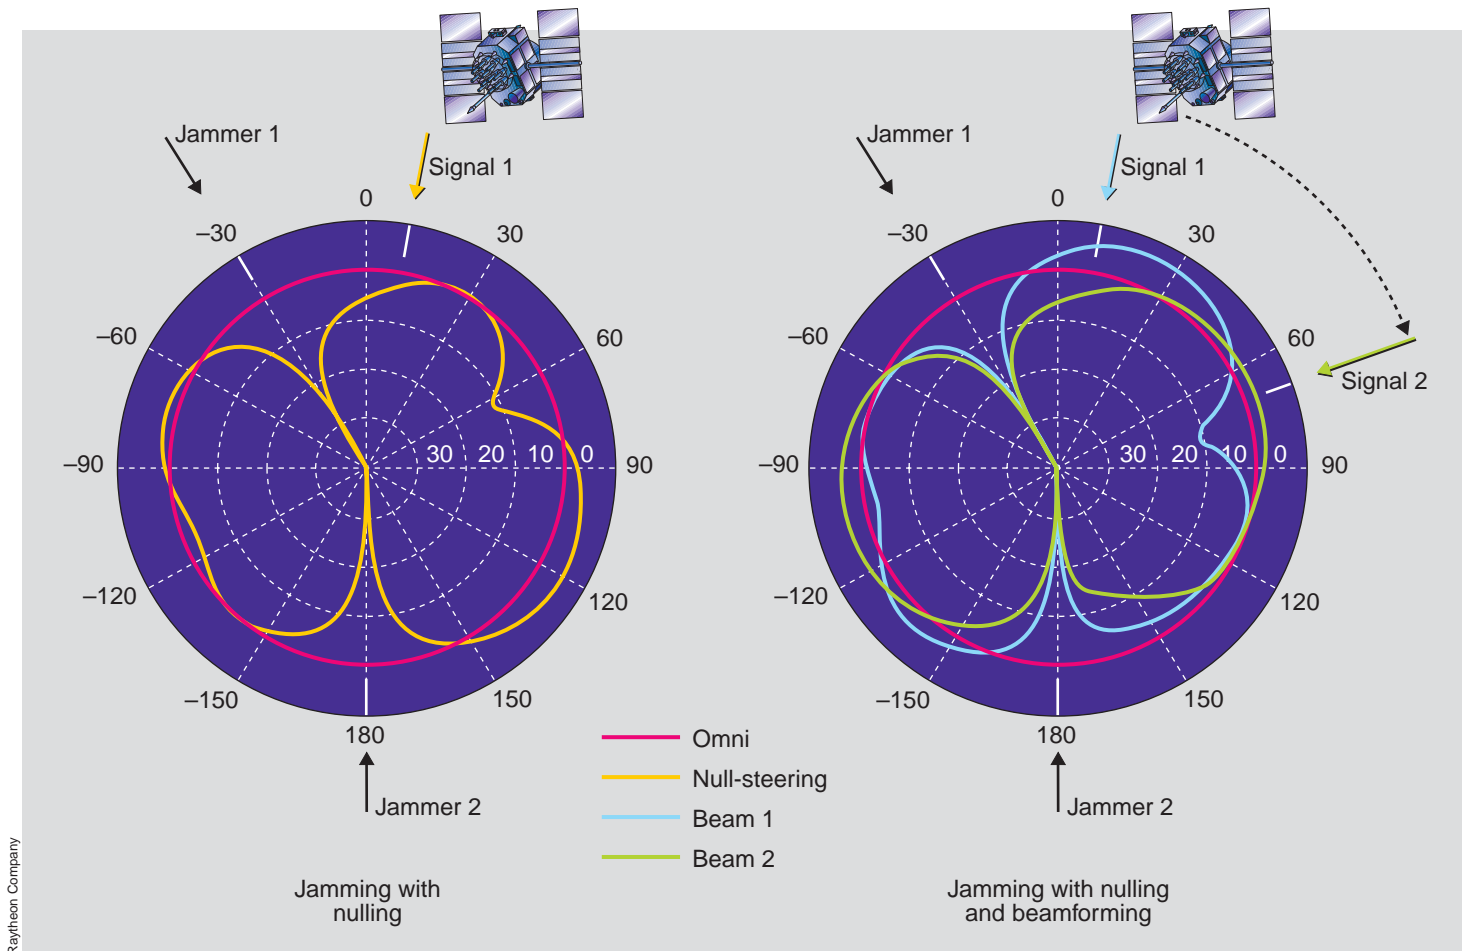 Jammer 1
Signal 1
0
–30
30
–60
60
–90
30
20
10
0
90
–120
120
–150
150
180
Jammer 2
Jamming with
nulling
Jammer 1
Signal 1
0
–30
30
–60
60
Signal 2
–90
30
20
10
0
90
–120
120
–150
150
180
Jammer 2
Jamming with nulling
and beamforming
Omni
Null-steering
Beam 1
Beam 2
Raytheon Company